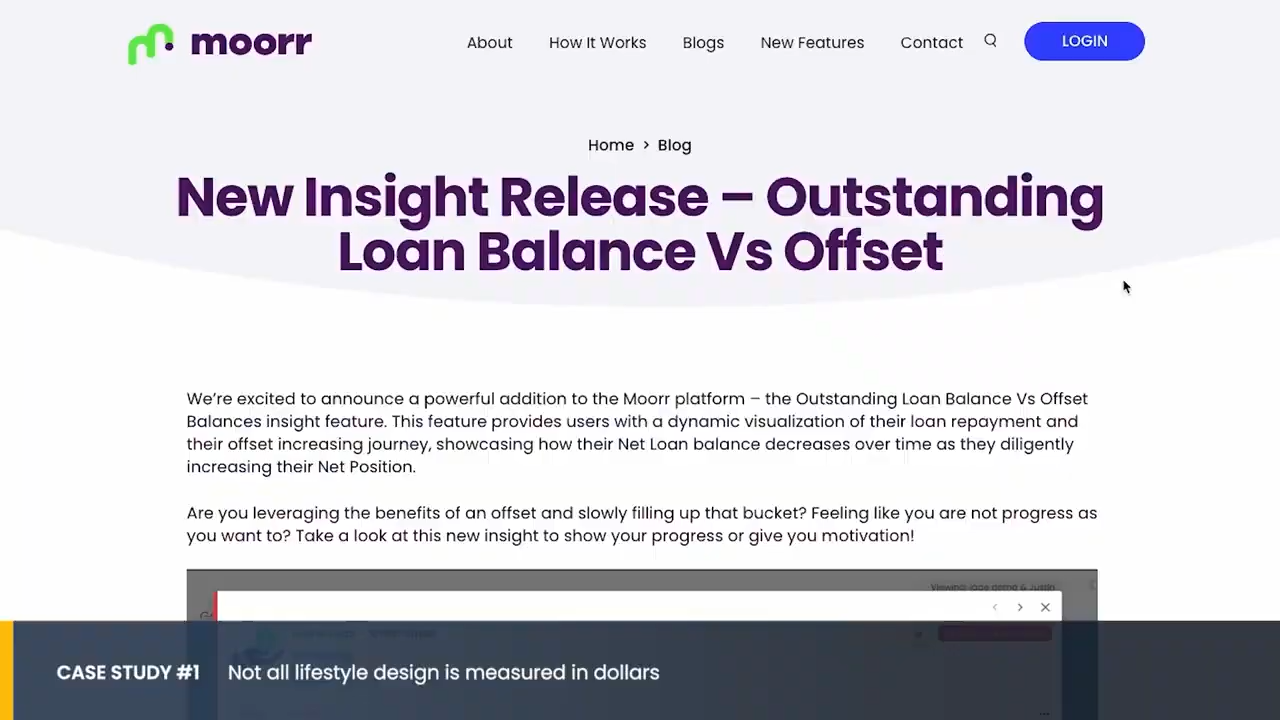 moorr
About
How It Works
Blogs
New Features
Contact
LOGIN
Home > Blog
New Insight Release – Outstanding
Loan Balance Vs Offset
We're excited to announce a powerful addition to the Moorr platform – the Outstanding Loan Balance Vs Offset
Balances insight feature. This feature provides users with a dynamic visualization of their loan repayment and
their offset increasing journey, showcasing how their Net Loan balance decreases over time as they diligently
increasing their Net Position.
Are you leveraging the benefits of an offset and slowly filling up that bucket? Feeling like you are not progress as
you want to? Take a look at this new insight to show your progress or give you motivation!
CASE STUDY #1 Not all lifestyle design is measured in dollars